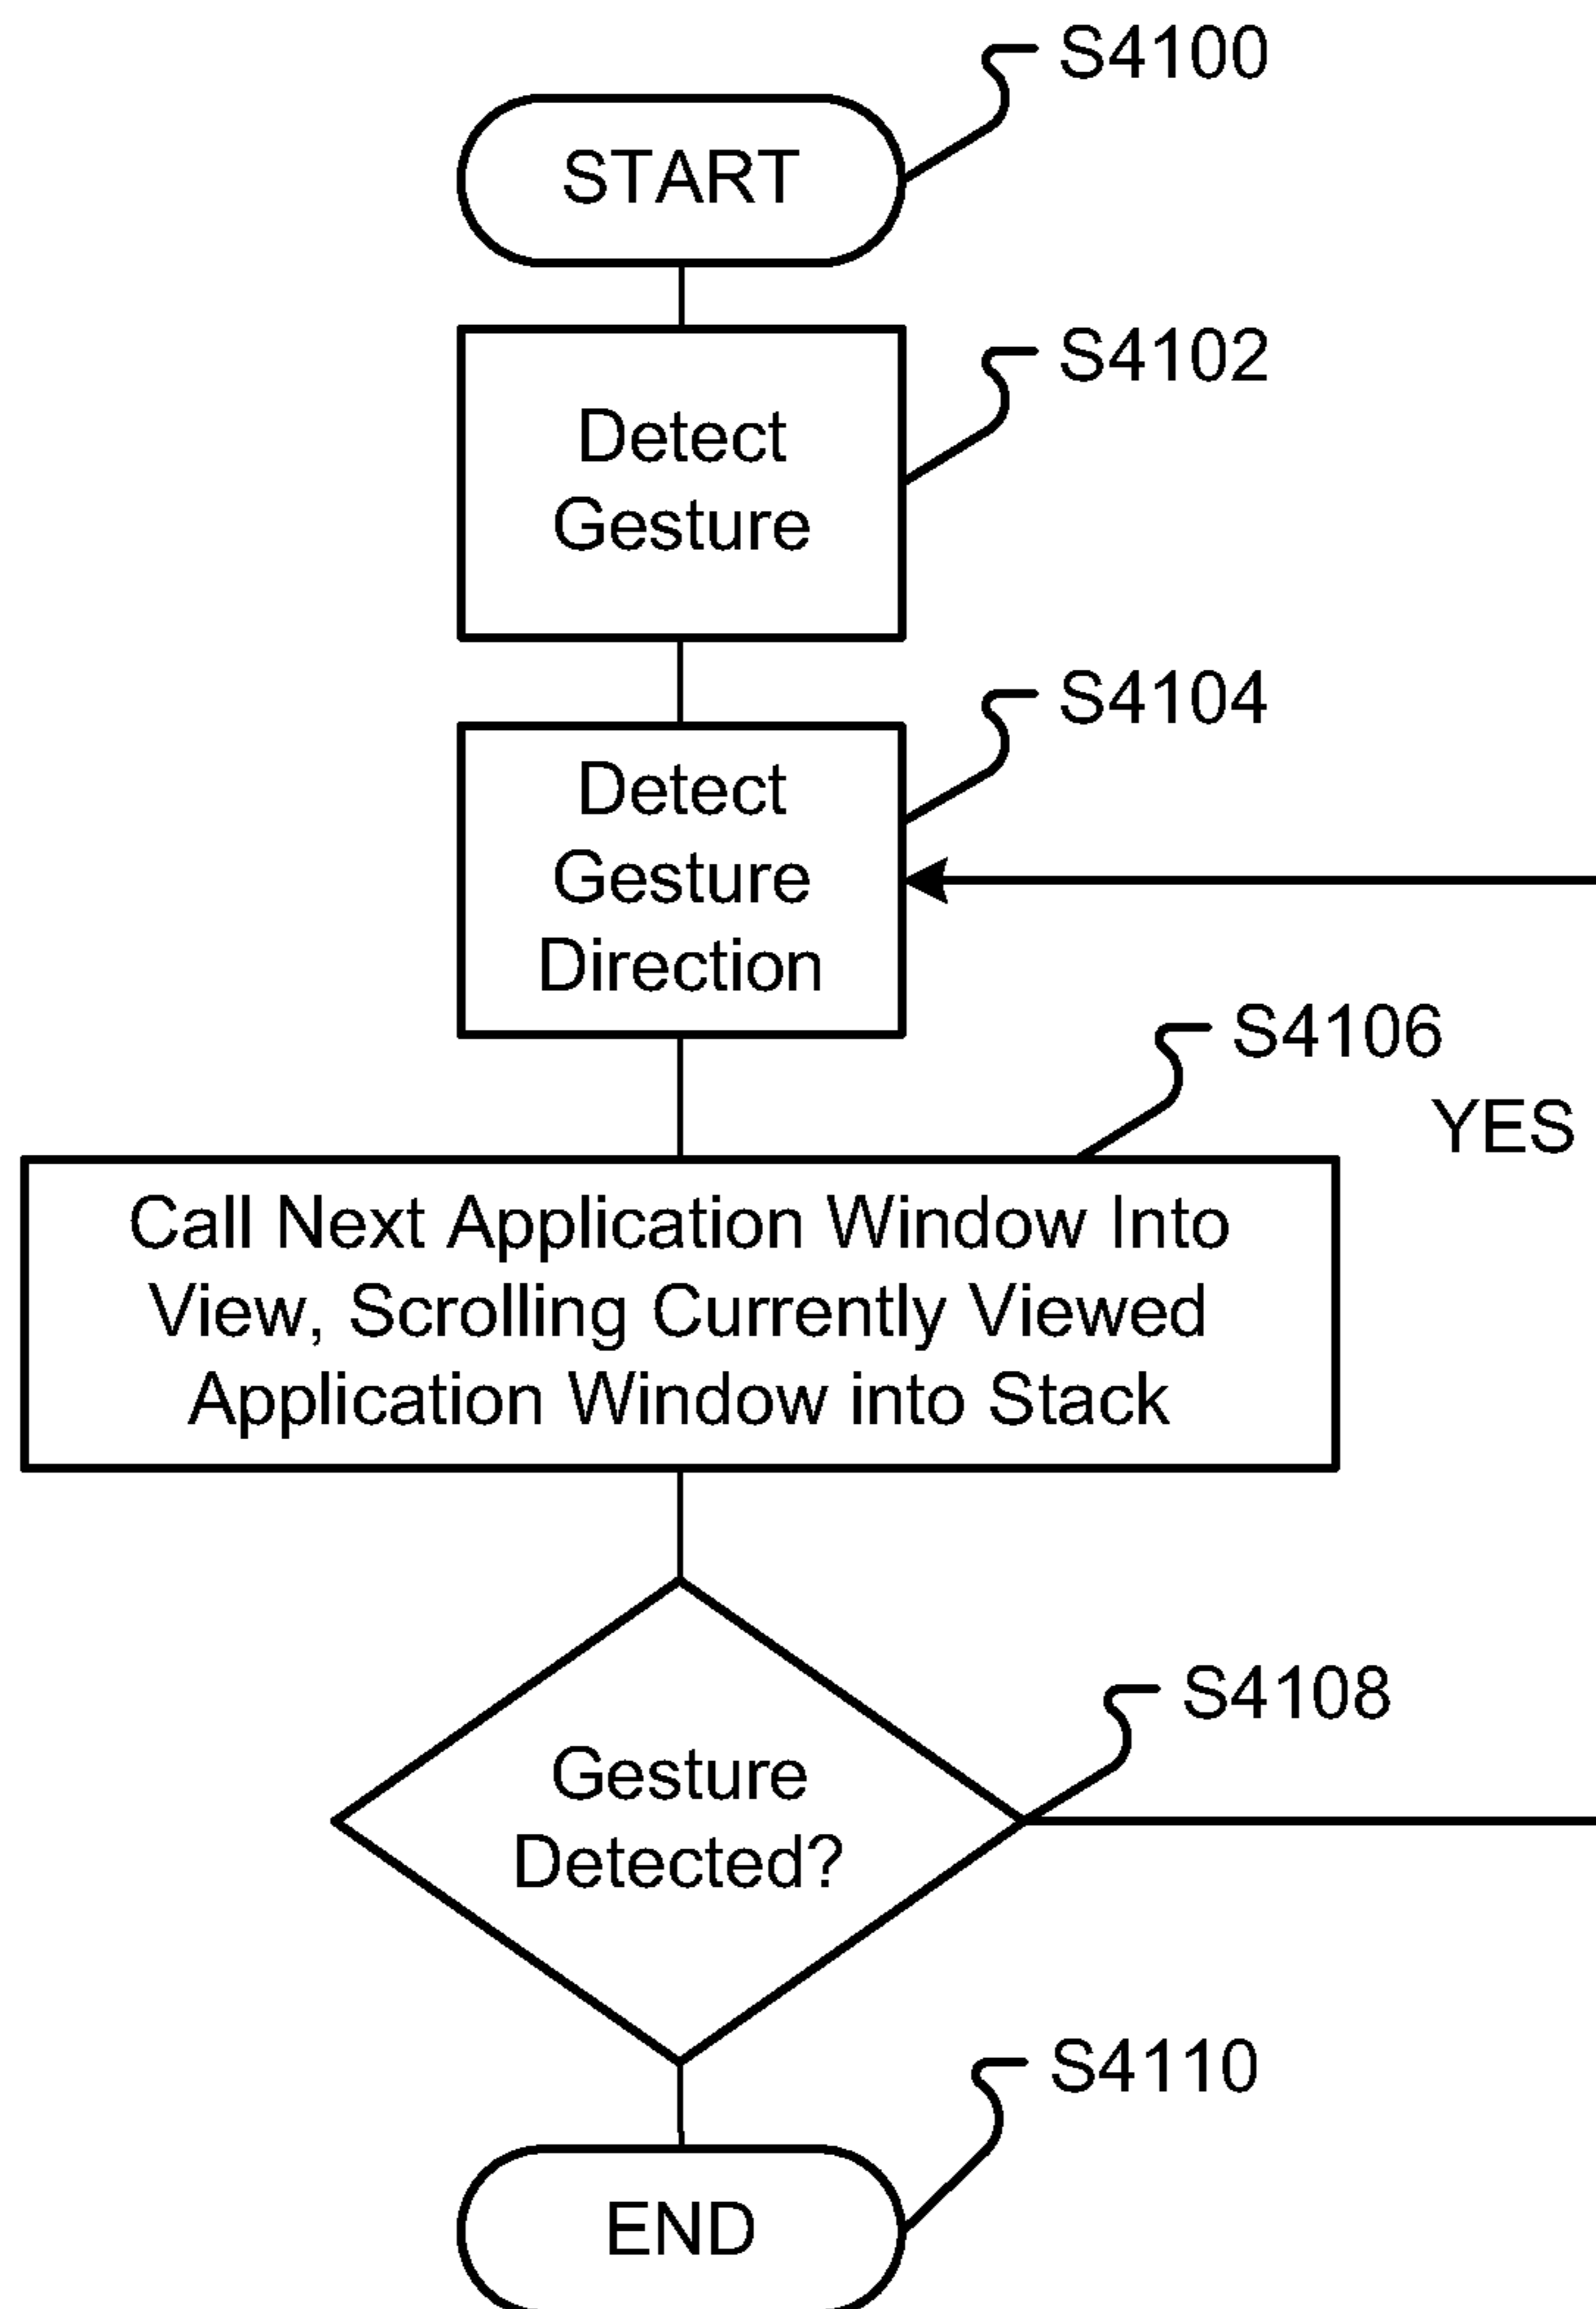 S4100
START
S4102
Detect
Gesture
S4104
Detect
Gesture
Direction
S4106
YES
Call Next Application Window Into
View, Scrolling Currently Viewed
Application Window into Stack
S4108
Gesture
Detected?
S4110
END